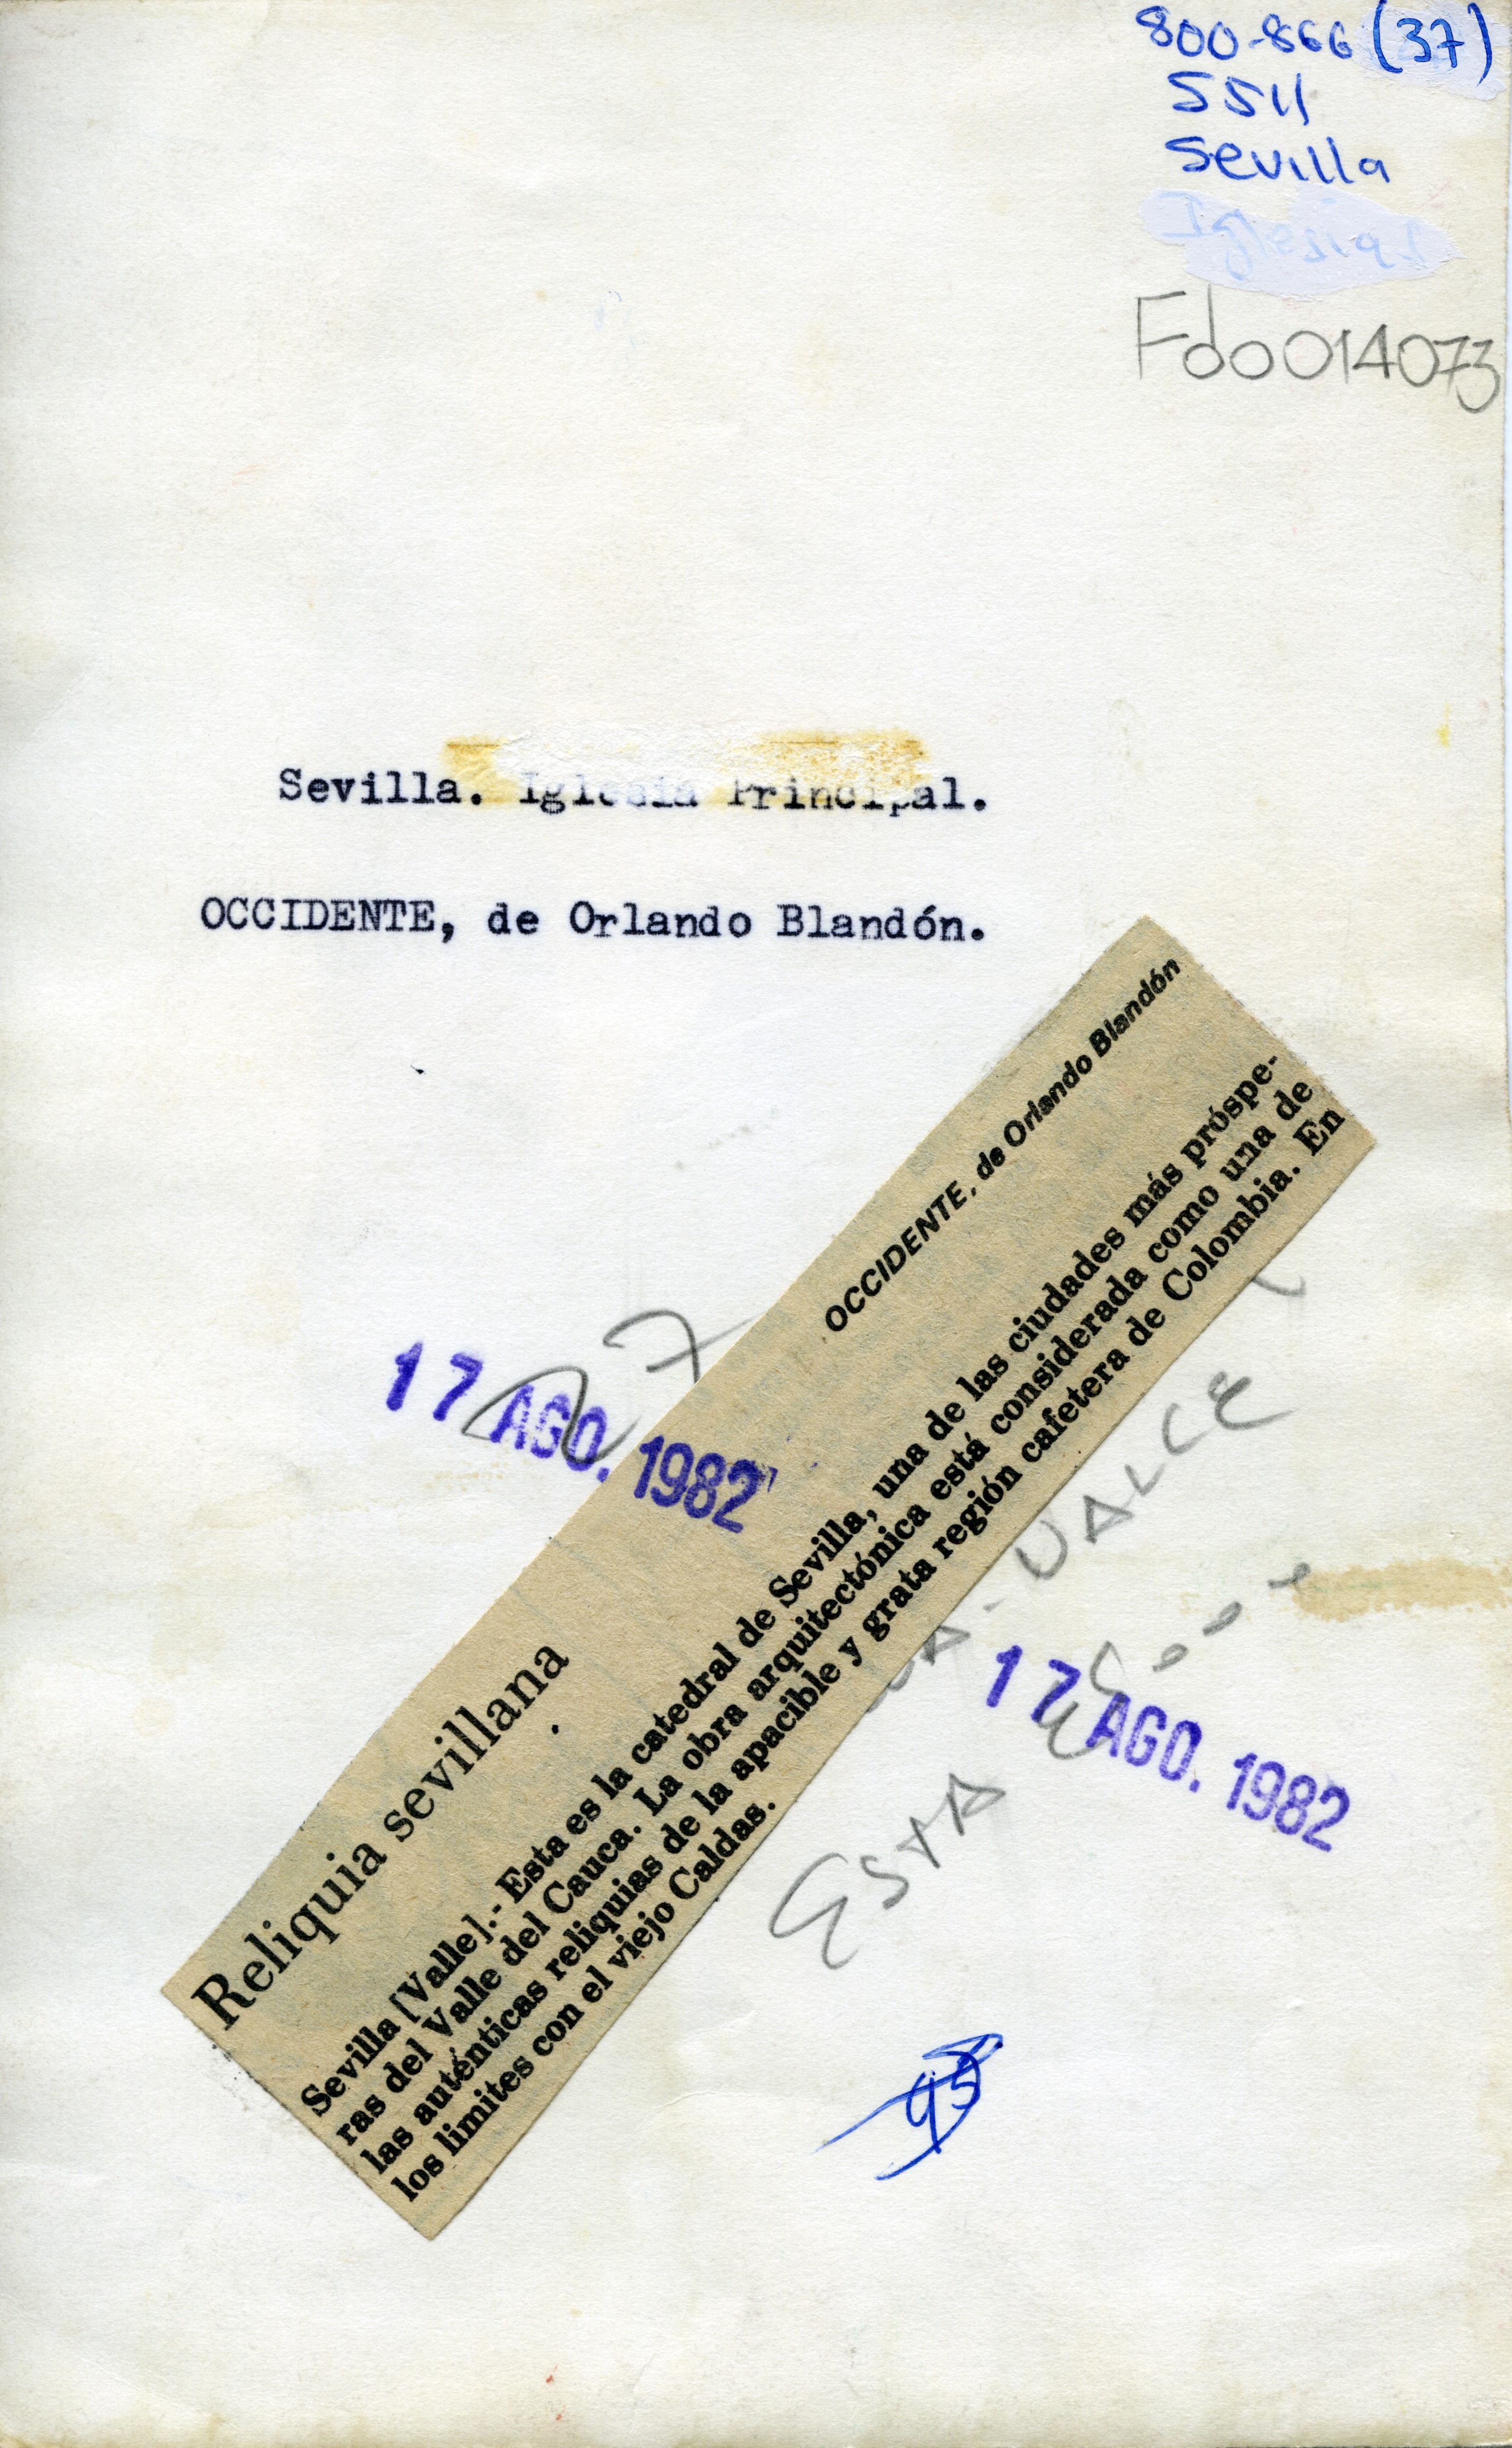 800-866 (37)
5511
Sevilla
Iglesias
Fdo014073
Sevilla. Iglesia Principal.
OCCIDENTE, de Orlando Blandón.
OCCIDENTE, de Orlando Blandón
17 AGO. 1982
27
Reliquia sevillana
Sevilla [Valle].- Esta es la catedral de Sevilla, una de las ciudades más próspe-
ras del Valle del Cauca. La obra arquitectónica está considerada como una de
las auténticas reliquias de la apacible y grata región cafetera de Colombia. En
los limites con el viejo Caldas.
VALLE
ESTA
17 AGO. 1982